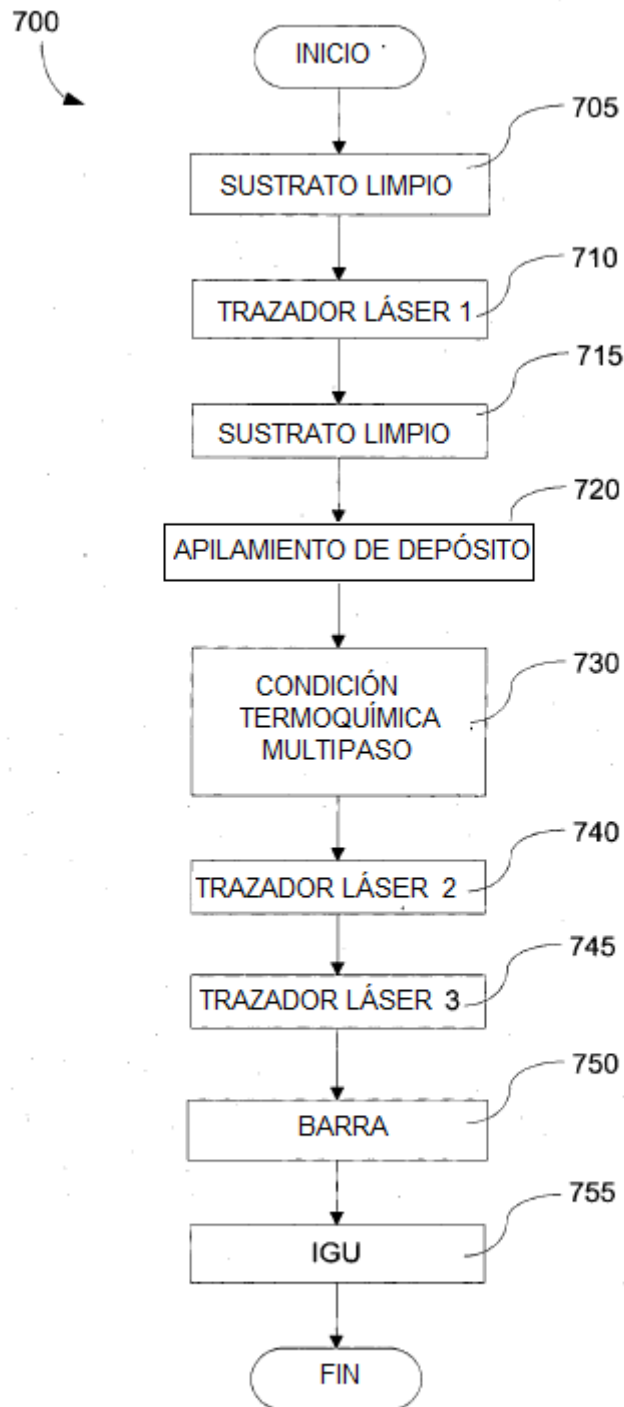 700
INICIO
705
SUSTRATO LIMPIO
710
TRAZADOR LÁSER 1
715
SUSTRATO LIMPIO
720
APILAMIENTO DE DEPÓSITO
730
CONDICIÓN
TERMOQUÍMICA
MULTIPASO
740
TRAZADOR LÁSER 2
745
TRAZADOR LÁSER 3
750
BARRA
755
IGU
FIN